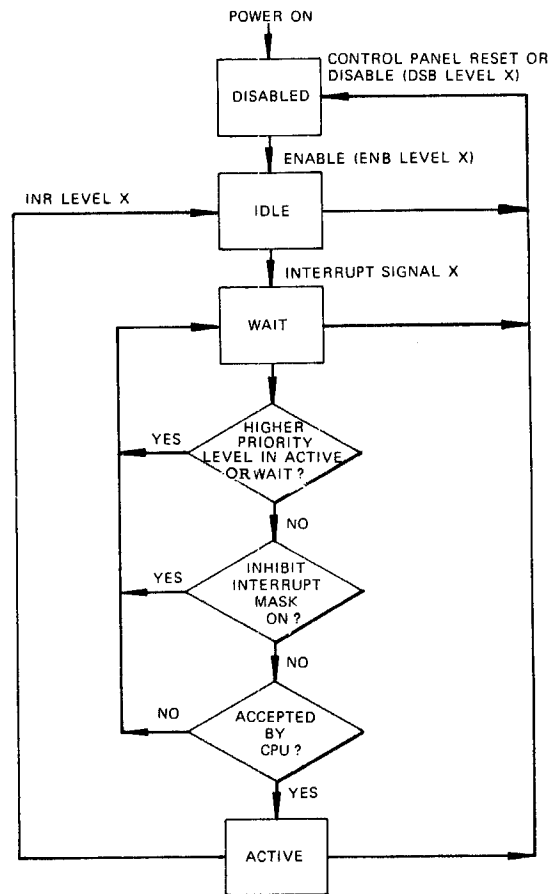 POWER ON
CONTROL PANEL RESET OR
DISABLE (DSB LEVEL X)
DISABLED
ENABLE (ENB LEVEL X)
INR LEVEL X
IDLE
INTERRUPT SIGNAL X
WAIT
HIGHER
PRIORITY
LEVEL IN ACTIVE
OR WAIT?
YES
NO
INHIBIT
INTERRUPT
MASK
ON?
YES
NO
ACCEPTED
BY
CPU?
NO
YES
ACTIVE